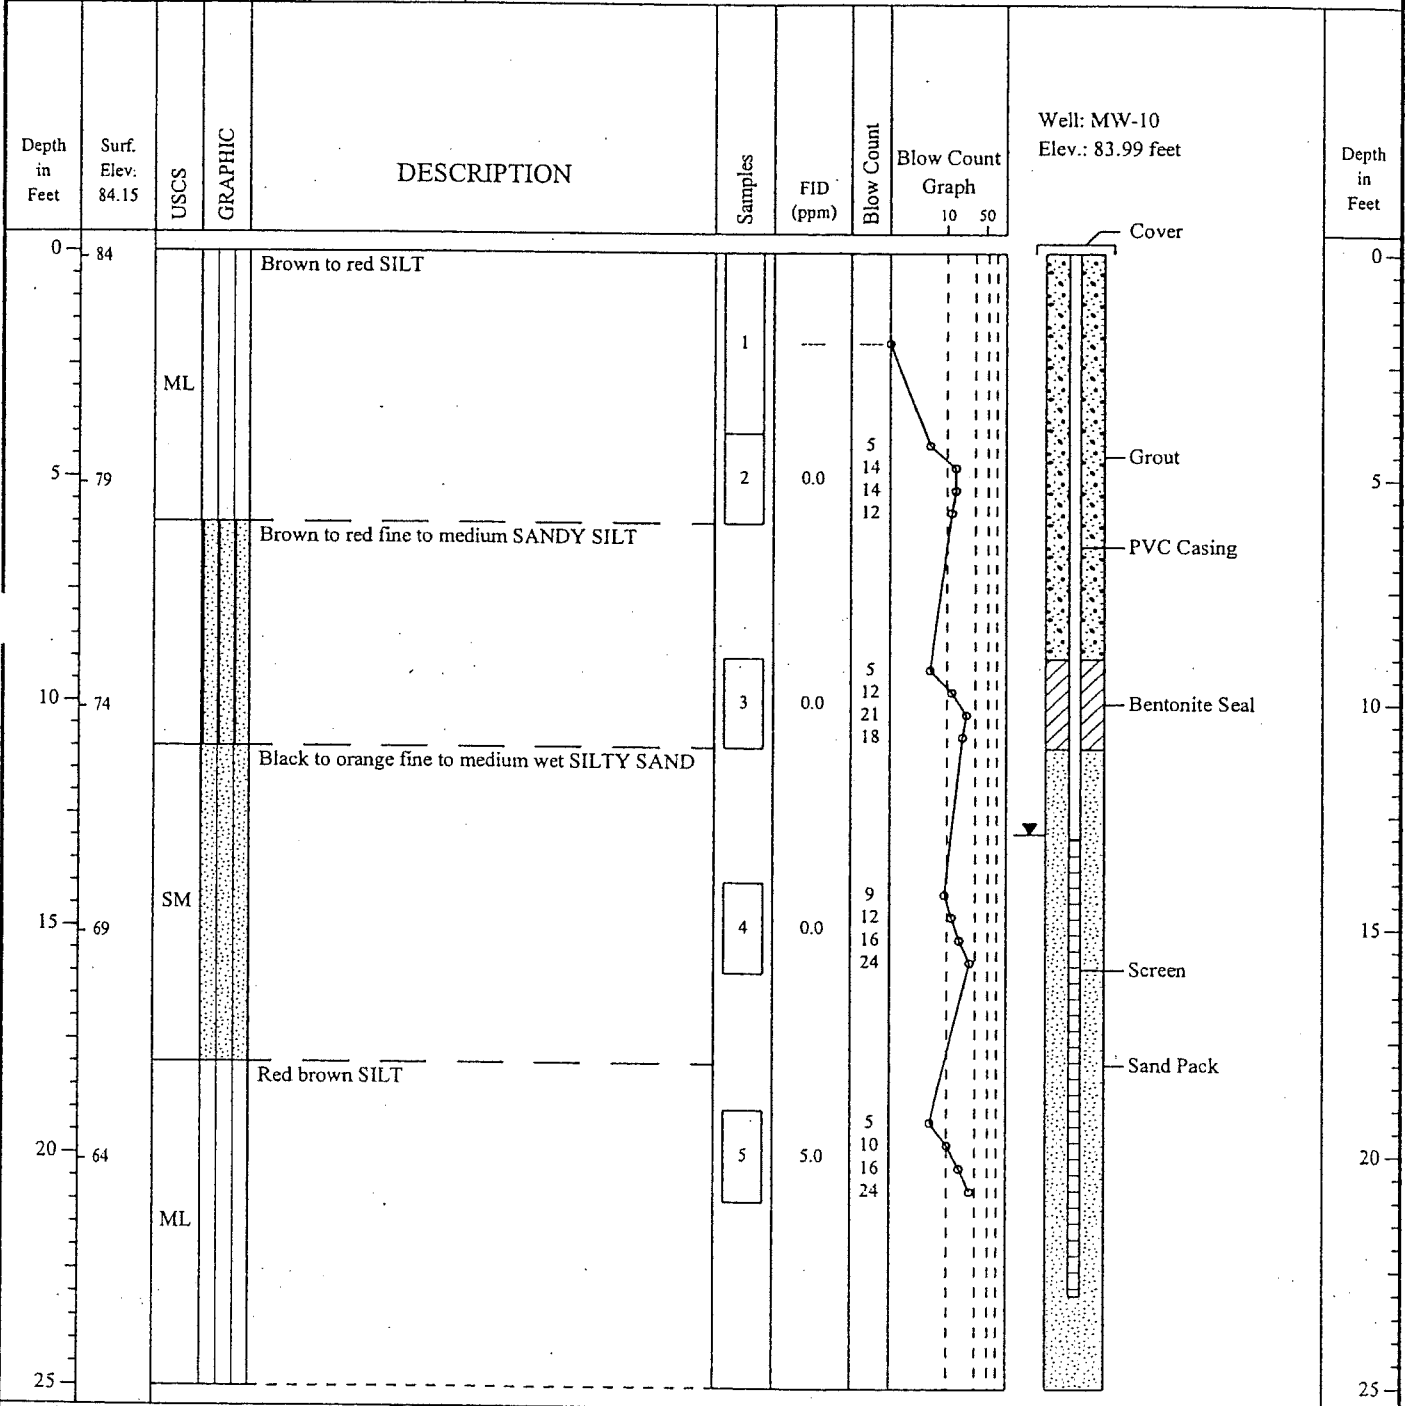 Depth in Feet
Surf. Elev: 84.15
USCS
GRAPHIC
DESCRIPTION
Samples
FID (ppm)
Blow Count
Blow Count Graph
10 50
Well: MW-10
Elev.: 83.99 feet
Depth in Feet
Cover
0 84
Brown to red SILT
0
1 ---- ----
ML
5
Grout
14
5 79
2 0.0
14
5
12
Brown to red fine to medium SANDY SILT
PVC Casing
5
12
10 74
3 0.0
21
Bentonite Seal
10
18
Black to orange fine to medium wet SILTY SAND
9
SM
12
15 69
4 0.0
16
15
24
Screen
Red brown SILT
Sand Pack
5
10
20 64
5 5.0
16
20
24
ML
25
25